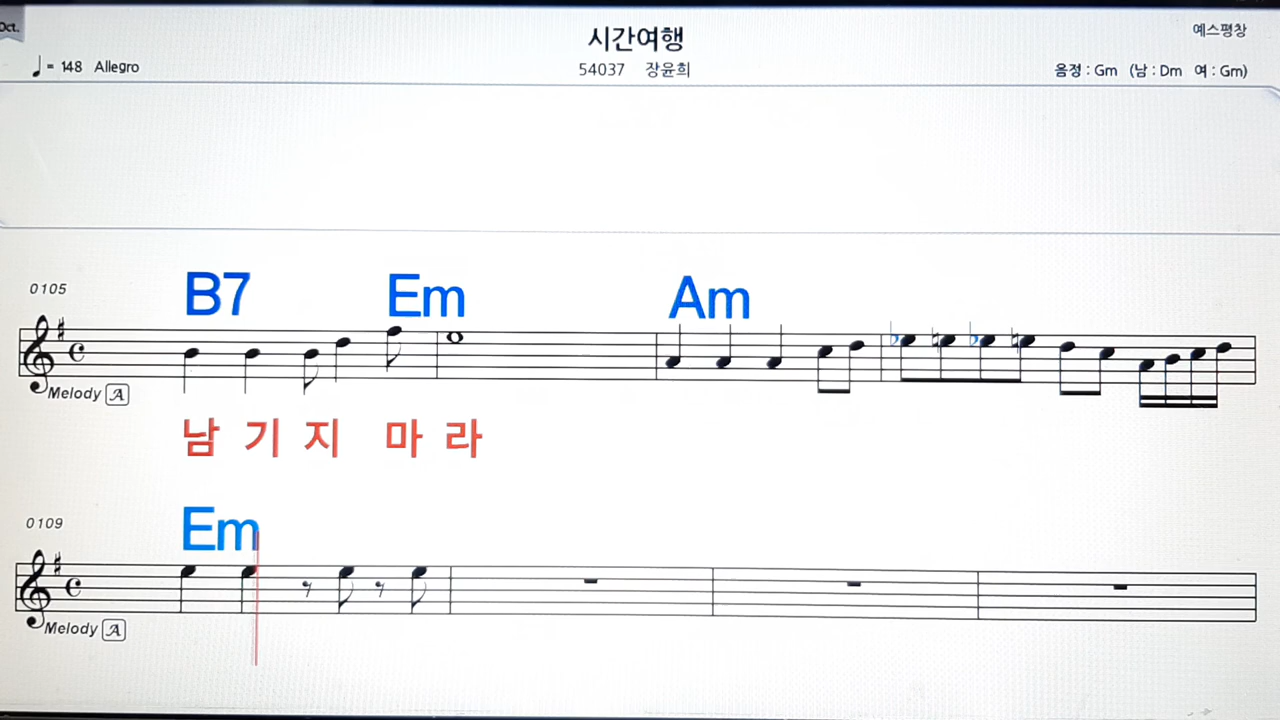 Oct.
시간여행
예스평창
♩= 148 Allegro
54037 장윤희
음정 : Gm (남 : Dm 여 : Gm)
B7 Em Am
0105
Melody A
남 기 지 마 라
Em
0109
Melody A